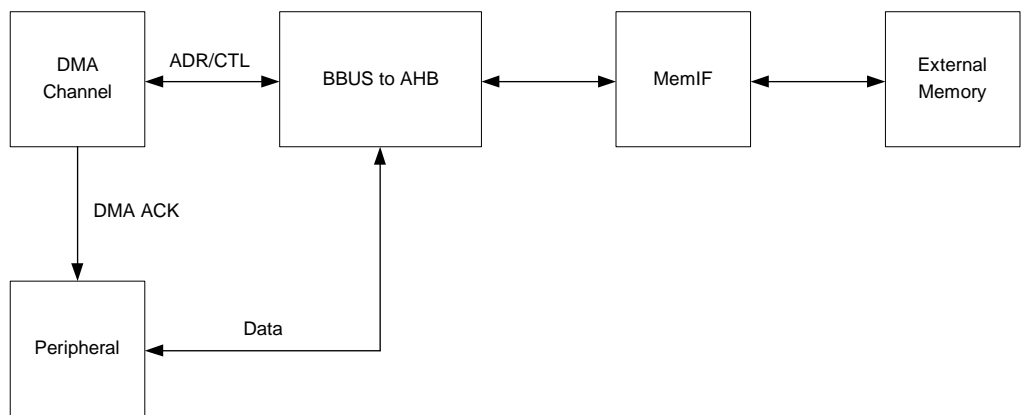 DMA
Channel
ADR/CTL
BBUS to AHB
MemIF
External
Memory
DMA ACK
Data
Peripheral